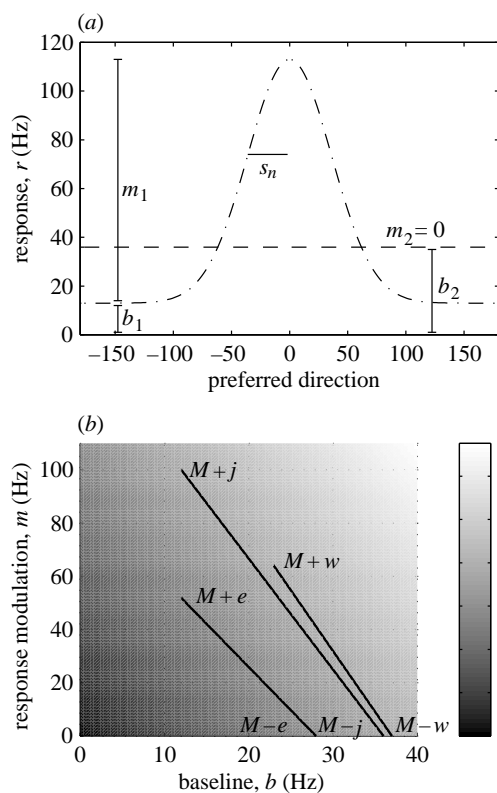 (a)
response, r (Hz)
120
100
80
60
40
20
0
m₁
b₁
sₙ
m₂= 0
b₂
−150 −100 −50 0 50 100 150
preferred direction
(b)
response modulation, m (Hz)
100
80
60
40
20
0
M+j
M+w
M+e
M−e M−j M−w
0 10 20 30 40
baseline, b (Hz)